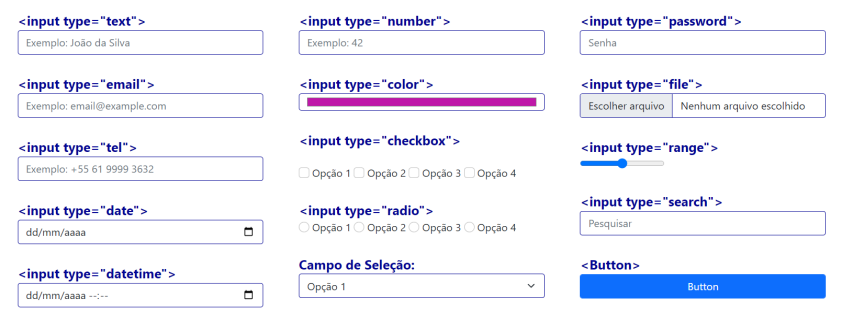 <input type="text">
Exemplo: João da Silva
<input type="email">
Exemplo: email@example.com
<input type="tel">
Exemplo: +55 61 9999 3632
<input type="date">
dd/mm/aaaa
<input type="datetime">
dd/mm/aaaa --:--
<input type="number">
Exemplo: 42
<input type="color">
<input type="checkbox">
Opção 1 Opção 2 Opção 3 Opção 4
<input type="radio">
Opção 1 Opção 2 Opção 3 Opção 4
Campo de Seleção:
Opção 1
<input type="password">
Senha
<input type="file">
Escolher arquivo Nenhum arquivo escolhido
<input type="range">
<input type="search">
Pesquisar
<Button>
Button